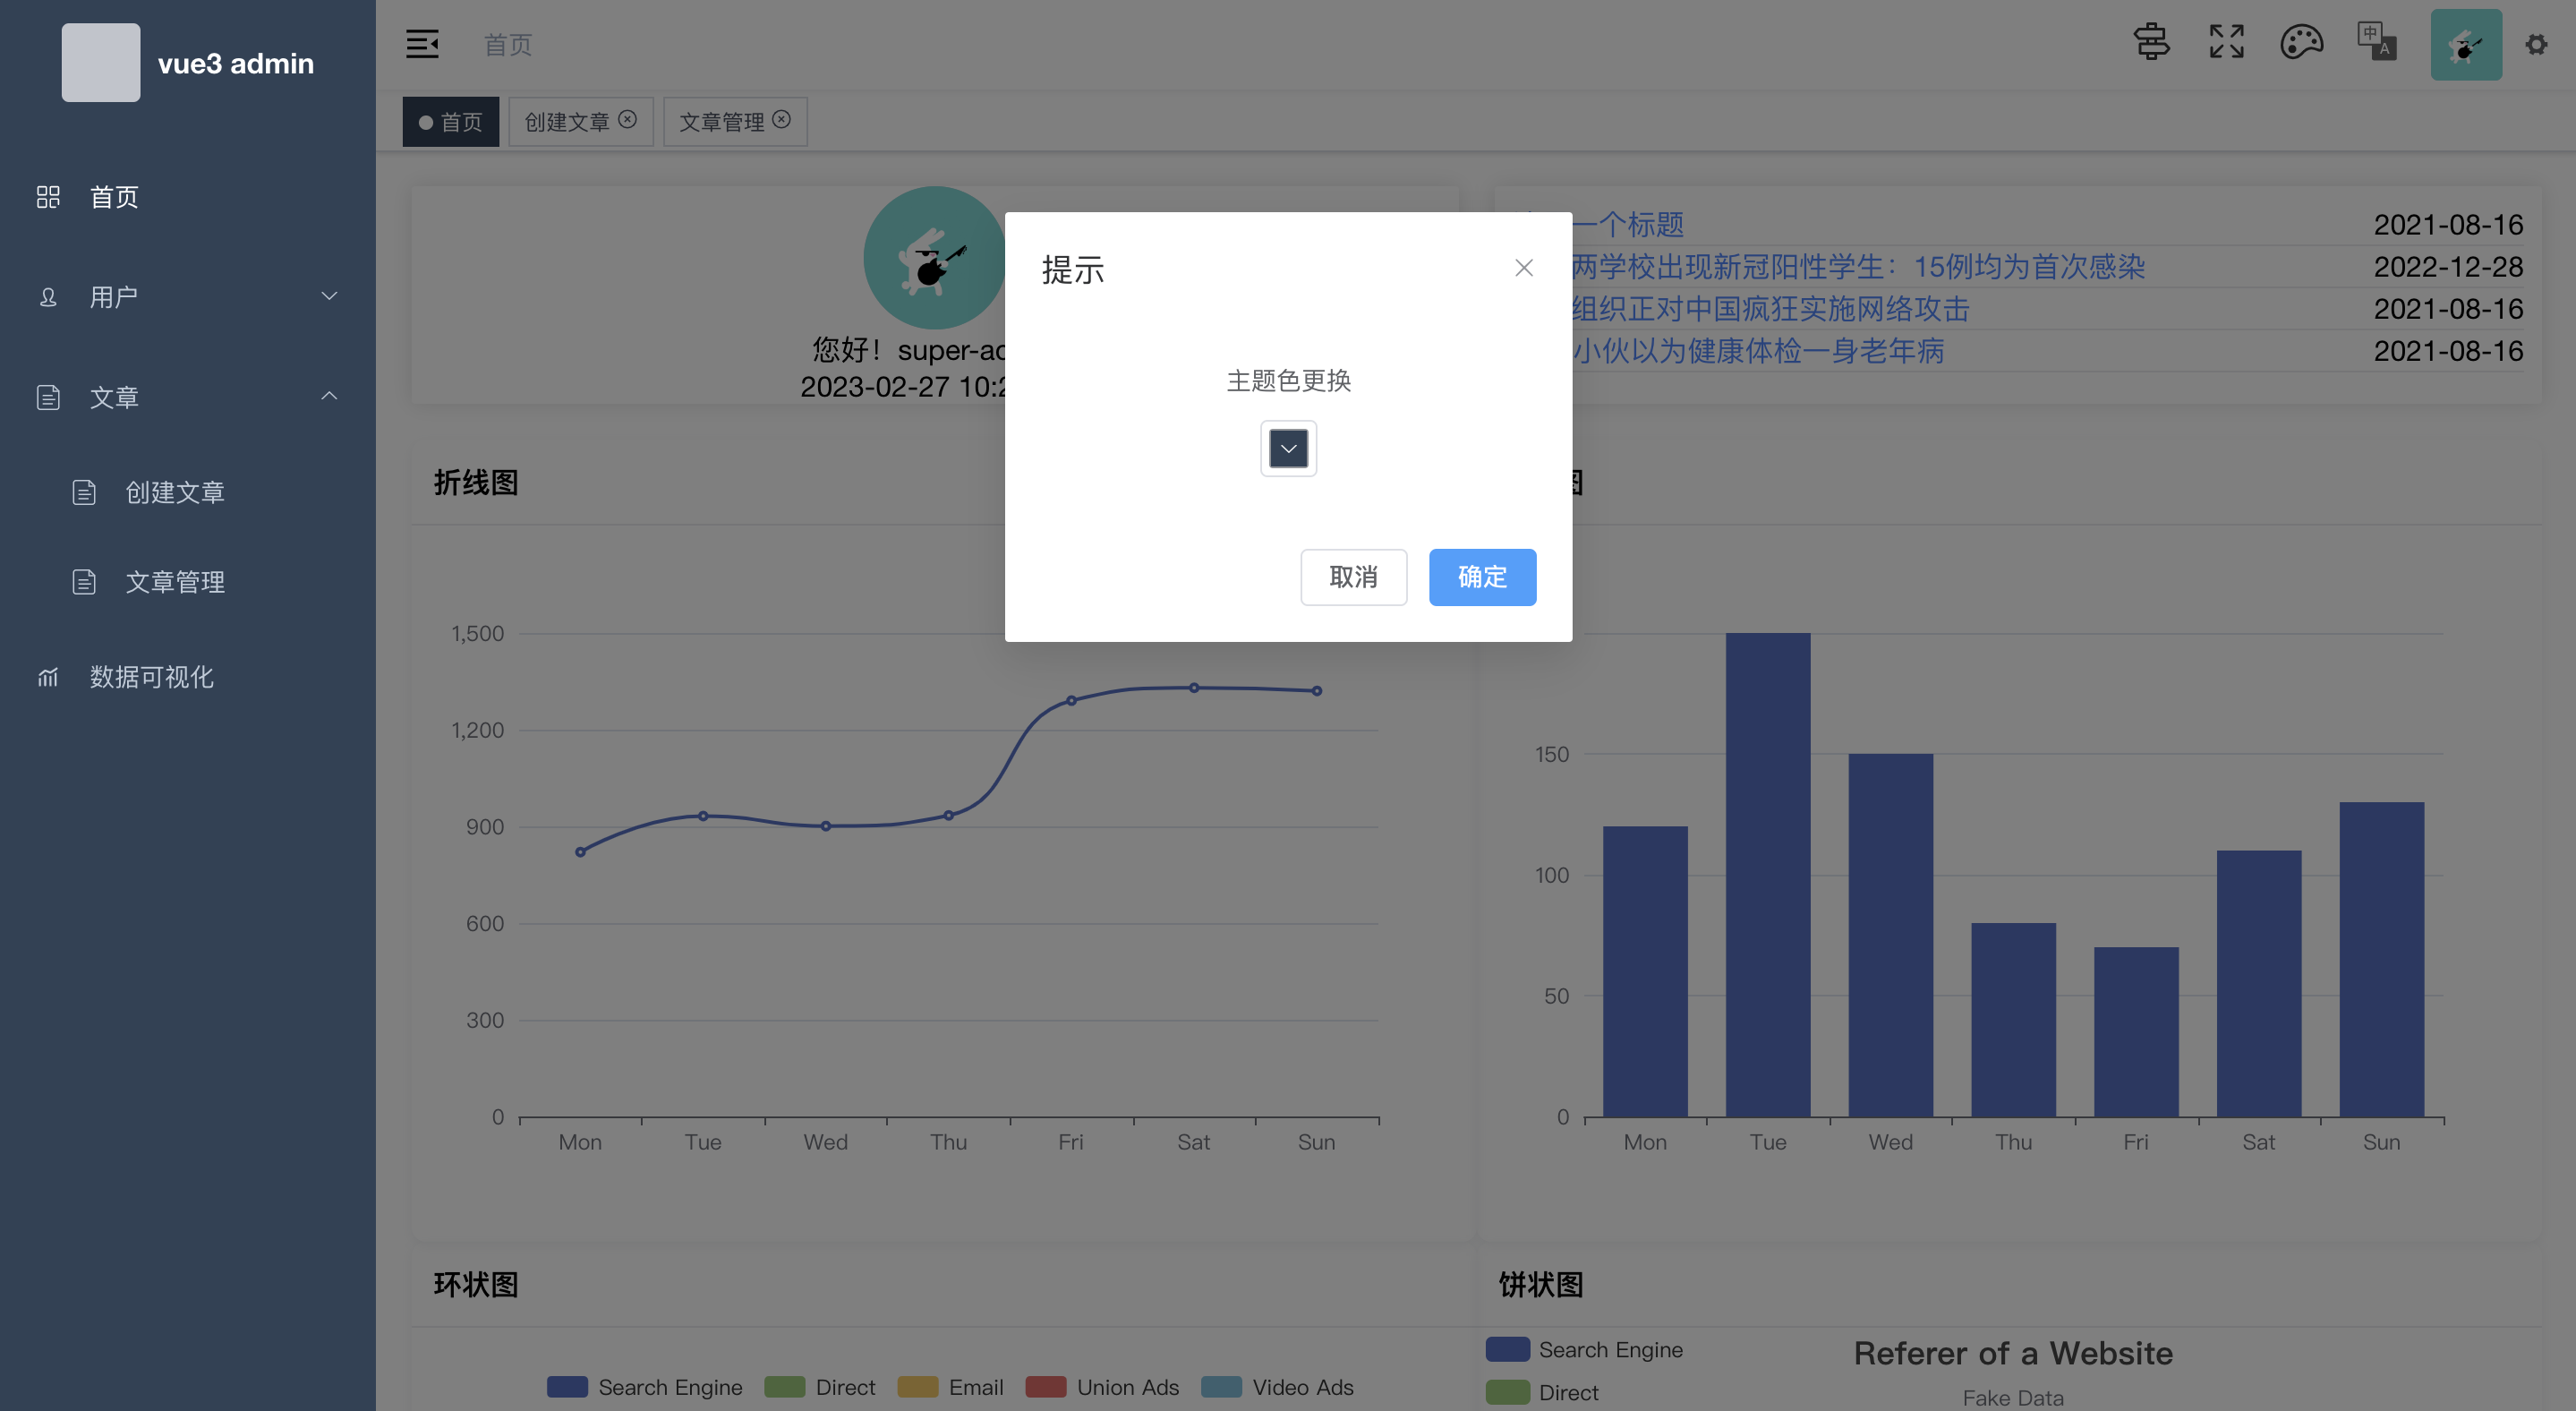 vue3 admin
首页
用户
文章
创建文章
文章管理
数据可视化
首页
中
A
首页
创建文章
文章管理
您好！super-ad
2023-02-27 10:2
一个标题
2021-08-16
两学校出现新冠阳性学生：15例均为首次感染
2022-12-28
组织正对中国疯狂实施网络攻击
2021-08-16
小伙以为健康体检一身老年病
2021-08-16
提示
主题色更换
取消
确定
折线图
1,500
1,200
900
600
300
0
Mon Tue Wed Thu Fri Sat Sun
图
150
100
50
0
Mon Tue Wed Thu Fri Sat Sun
环状图
Search Engine Direct Email Union Ads Video Ads
饼状图
Search Engine
Direct
Referer of a Website
Fake Data